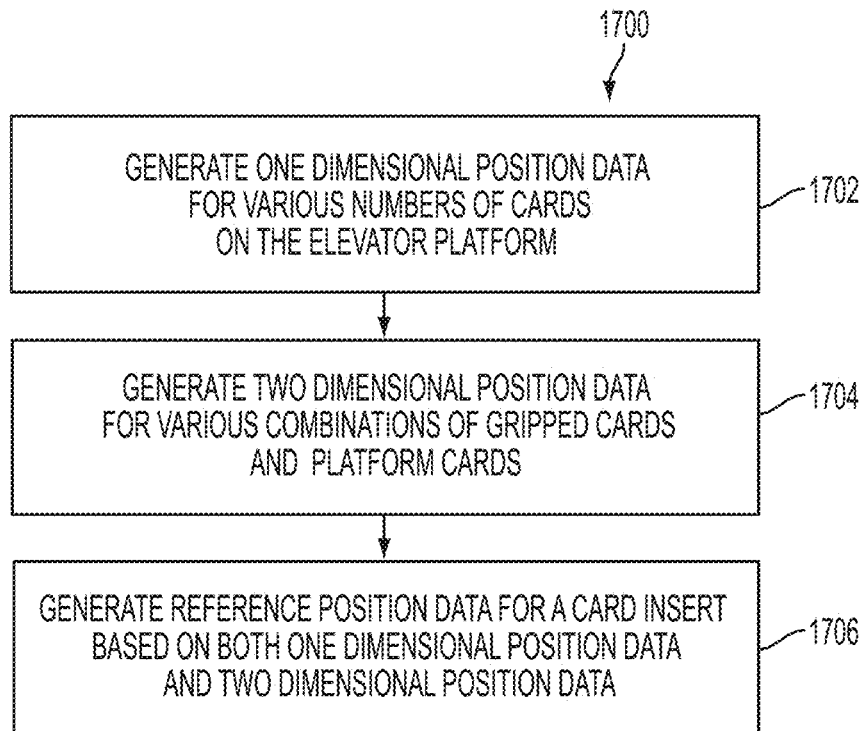 1700
GENERATE ONE DIMENSIONAL POSITION DATA
FOR VARIOUS NUMBERS OF CARDS
ON THE ELEVATOR PLATFORM
1702
GENERATE TWO DIMENSIONAL POSITION DATA
FOR VARIOUS COMBINATIONS OF GRIPPED CARDS
AND PLATFORM CARDS
1704
GENERATE REFERENCE POSITION DATA FOR A CARD INSERT
BASED ON BOTH ONE DIMENSIONAL POSITION DATA
AND TWO DIMENSIONAL POSITION DATA
1706